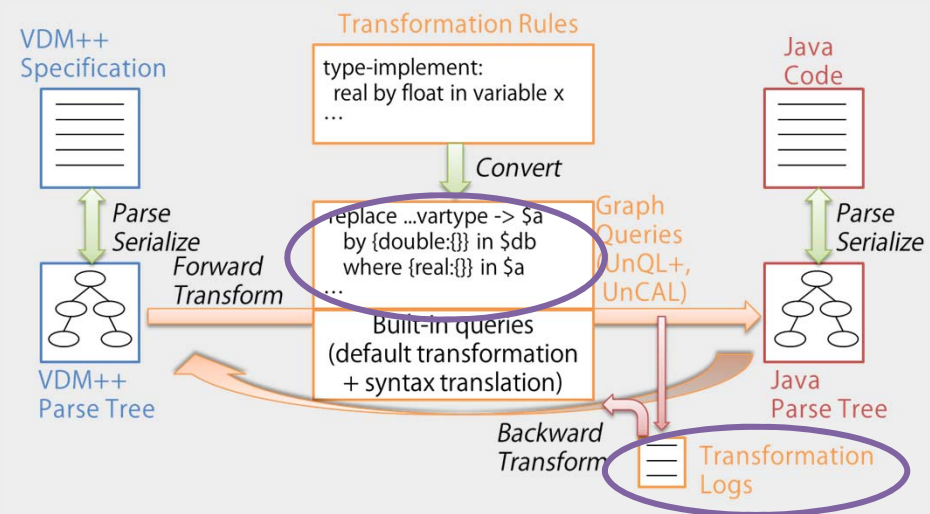 Transformation Rules
VDM++
Specification
type-implement:
real by float in variable x
…
Java
Code
Convert
Parse
Serialize
replace ...vartype -> $a
by {double:{}} in $db
where {real:{}} in $a
…
Graph
Queries
(UnQL+,
UnCAL)
Parse
Serialize
Forward
Transform
Built-in queries
(default transformation
+ syntax translation)
VDM++
Parse Tree
Java
Parse Tree
Backward
Transform
Transformation
Logs